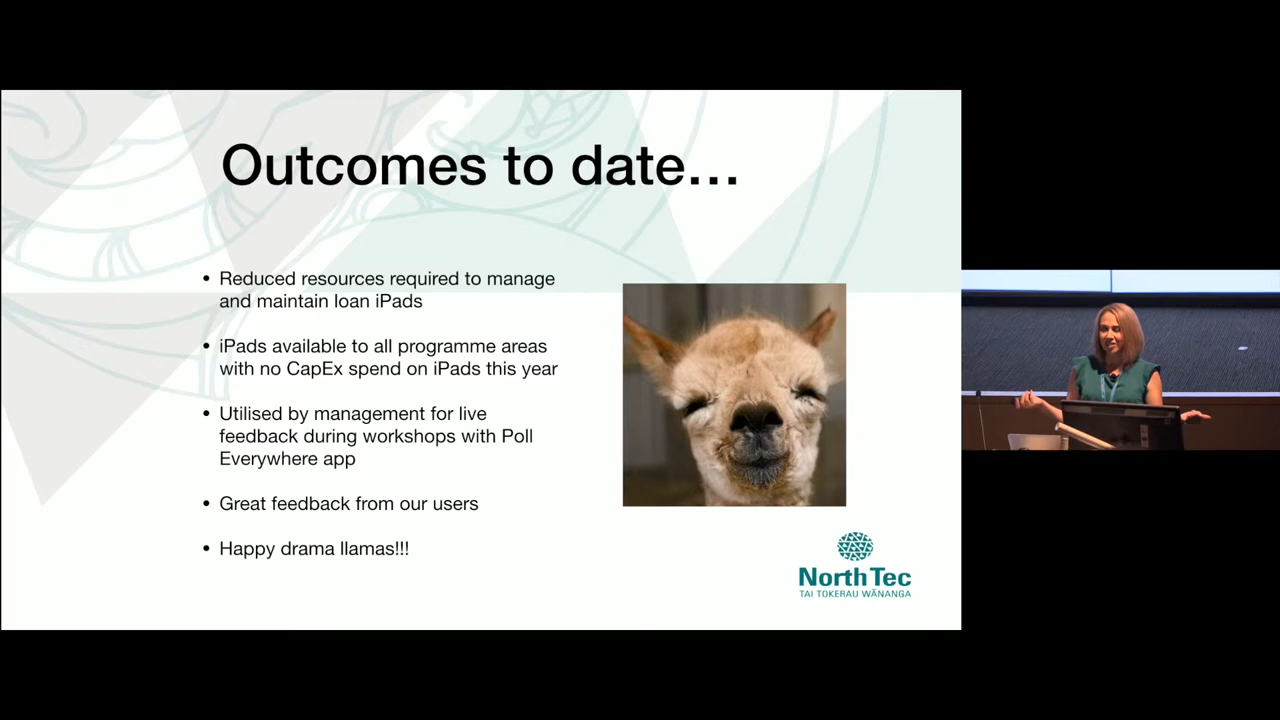 Outcomes to date...
• Reduced resources required to manage
and maintain loan iPads
• iPads available to all programme areas
with no CapEx spend on iPads this year
• Utilised by management for live
feedback during workshops with Poll
Everywhere app
• Great feedback from our users
• Happy drama llamas!!!
NorthTec
TAI TOKERAU WĀNANGA